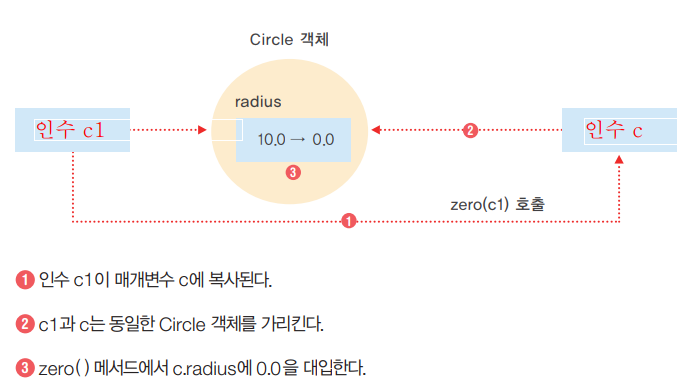 Circle 객체
radius
인수 c1
10.0 → 0.0
인수 c
2
3
zero(c1) 호출
1
1 인수 c1이 매개변수 c에 복사된다.
2 c1과 c는 동일한 Circle 객체를 가리킨다.
3 zero( ) 메서드에서 c.radius에 0.0을 대입한다.